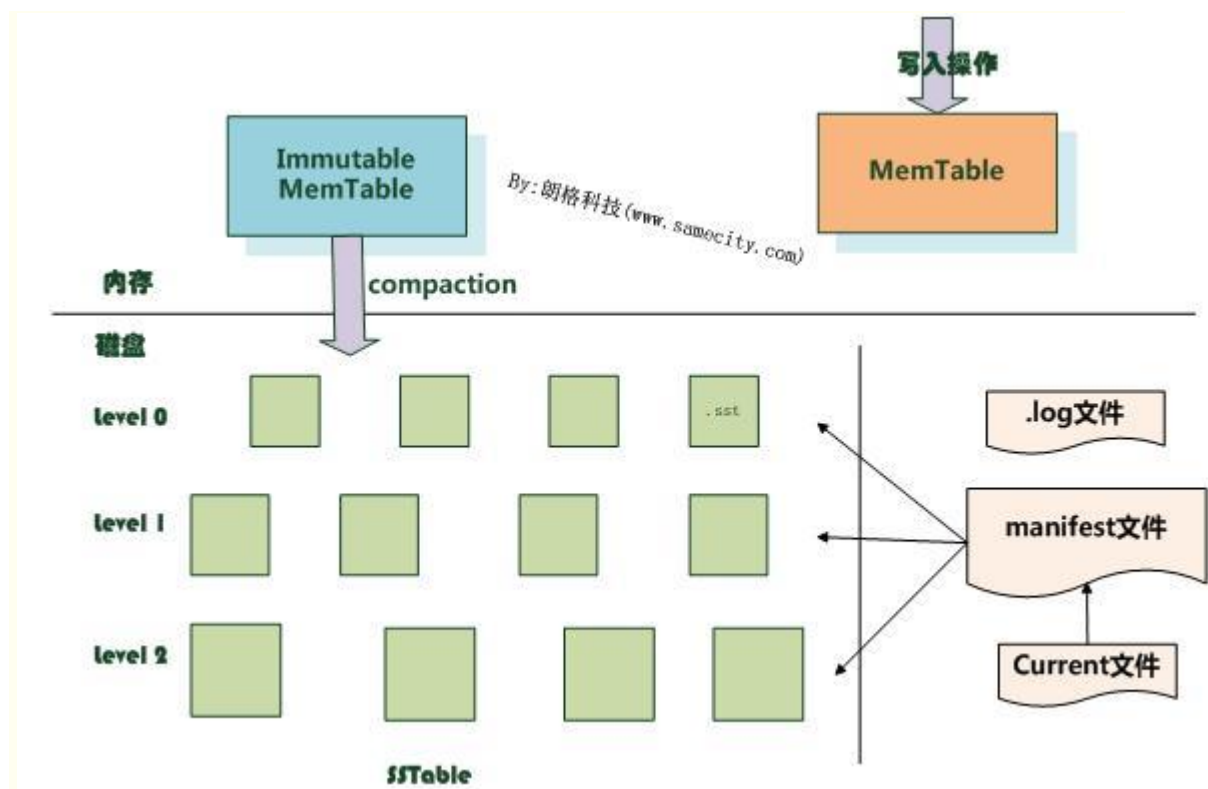 写入操作
Immutable
MemTable
MemTable
By:朗格科技(www.samecity.com)
内存
compaction
磁盘
Level 0
.sst
.log文件
Level 1
manifest文件
Level 2
Current文件
SSTable